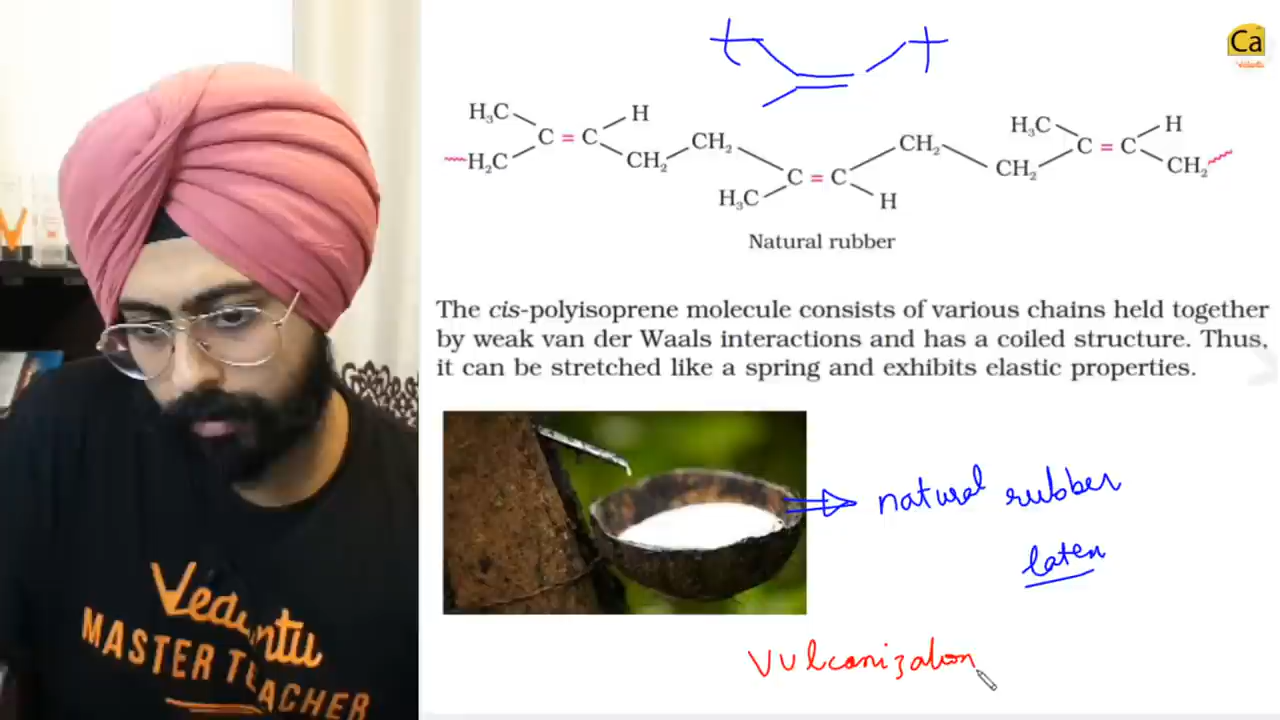 Ca
Vedantu
H₃C H
C = C
H₂C CH₂ CH₂
C = C
H₃C H
CH₂ CH₂
H₃C H
C = C
CH₂
Natural rubber
The cis-polyisoprene molecule consists of various chains held together
by weak van der Waals interactions and has a coiled structure. Thus,
it can be stretched like a spring and exhibits elastic properties.
natural rubber
latex
Vulcanization
Vedantu
MASTER TEACHER